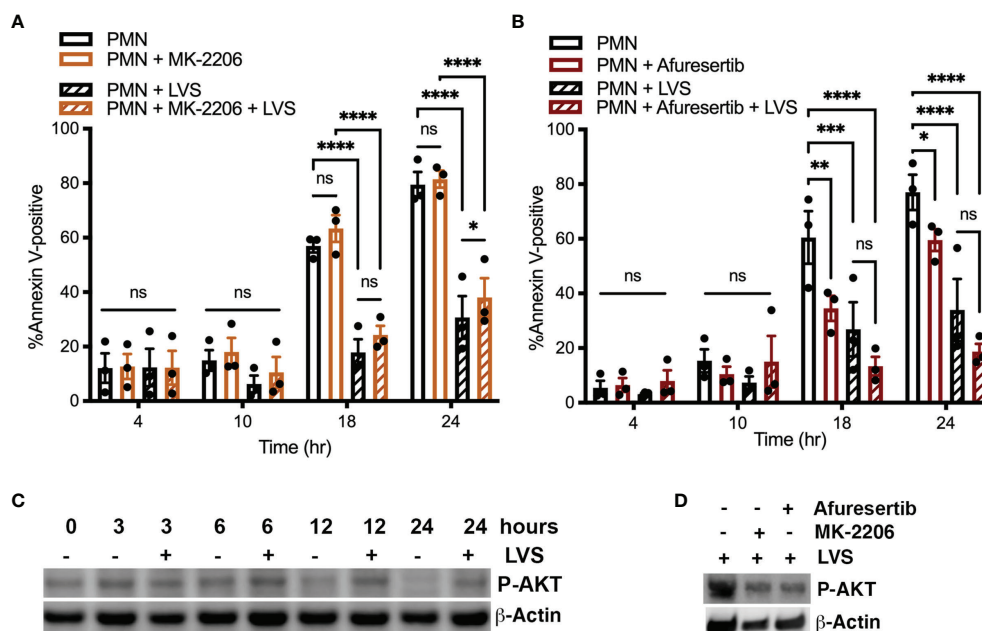 A
PMN
PMN + MK-2206
PMN + LVS
PMN + MK-2206 + LVS
%Annexin V-positive
100
80
60
40
20
0
ns
ns
ns
****
****
ns
ns
****
****
*
4
10
18
24
Time (hr)
B
PMN
PMN + Afuresertib
PMN + LVS
PMN + Afuresertib + LVS
%Annexin V-positive
100
80
60
40
20
0
ns
ns
****
***
**
ns
****
****
*
ns
4
10
18
24
Time (hr)
C
0 3 3 6 6 12 12 24 24 hours
- - + - + - + - + LVS
P-AKT
β-Actin
D
- - + Afuresertib
- + - MK-2206
+ + + LVS
P-AKT
β-Actin